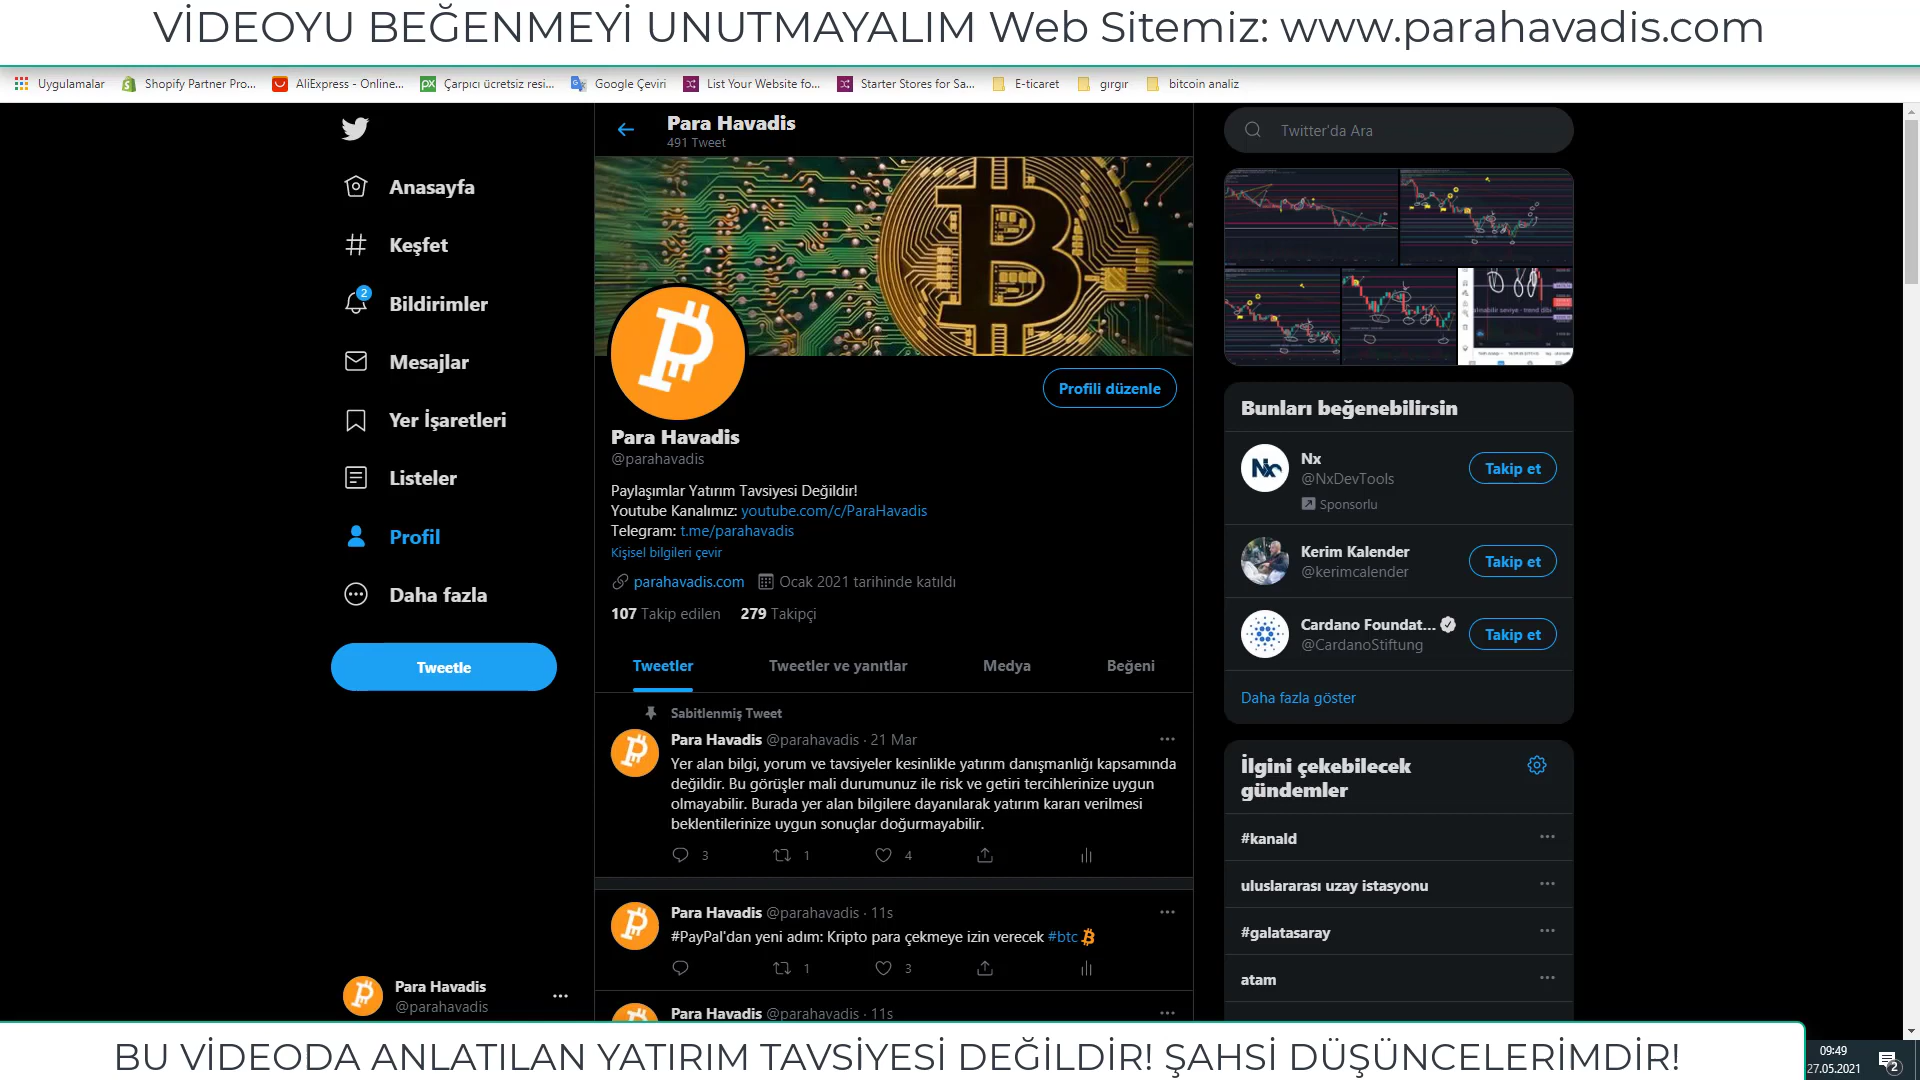 VİDEOYU BEĞENMEYİ UNUTMAYALIM Web Sitemiz: www.parahavadis.com
Uygulamalar Shopify Partner Pro... AliExpress - Online... Çarpıcı ücretsiz resi... Google Çeviri List Your Website fo... Starter Stores for Sa... E-ticaret gırgır bitcoin analiz
Anasayfa
Keşfet
2
Bildirimler
Mesajlar
Yer İşaretleri
Listeler
Profil
Daha fazla
Tweetle
Para Havadis
@parahavadis
Para Havadis
491 Tweet
Profili düzenle
Para Havadis
@parahavadis
Paylaşımlar Yatırım Tavsiyesi Değildir!
Youtube Kanalımız: youtube.com/c/ParaHavadis
Telegram: t.me/parahavadis
Kişisel bilgileri çevir
parahavadis.com Ocak 2021 tarihinde katıldı
107 Takip edilen 279 Takipçi
Tweetler Tweetler ve yanıtlar Medya Beğeni
Sabitlenmiş Tweet
Para Havadis @parahavadis · 21 Mar
Yer alan bilgi, yorum ve tavsiyeler kesinlikle yatırım danışmanlığı kapsamında
değildir. Bu görüşler mali durumunuz ile risk ve getiri tercihlerinize uygun
olmayabilir. Burada yer alan bilgilere dayanılarak yatırım kararı verilmesi
beklentilerinize uygun sonuçlar doğurmayabilir.
3 1 4
Para Havadis @parahavadis · 11s
#PayPal'dan yeni adım: Kripto para çekmeye izin verecek #btc
1 3
Para Havadis @parahavadis · 11s
Twitter'da Ara
Bunları beğenebilirsin
Nx
@NxDevTools
Sponsorlu
Takip et
Kerim Kalender
@kerimcalender
Takip et
Cardano Foundat...
@CardanoStiftung
Takip et
Daha fazla göster
İlgini çekebilecek
gündemler
#kanald
uluslararası uzay istasyonu
#galatasaray
atam
BU VİDEODA ANLATILAN YATIRIM TAVSİYESİ DEĞİLDİR! ŞAHSİ DÜŞÜNCELERİMDİR!
09:49
27.05.2021
2